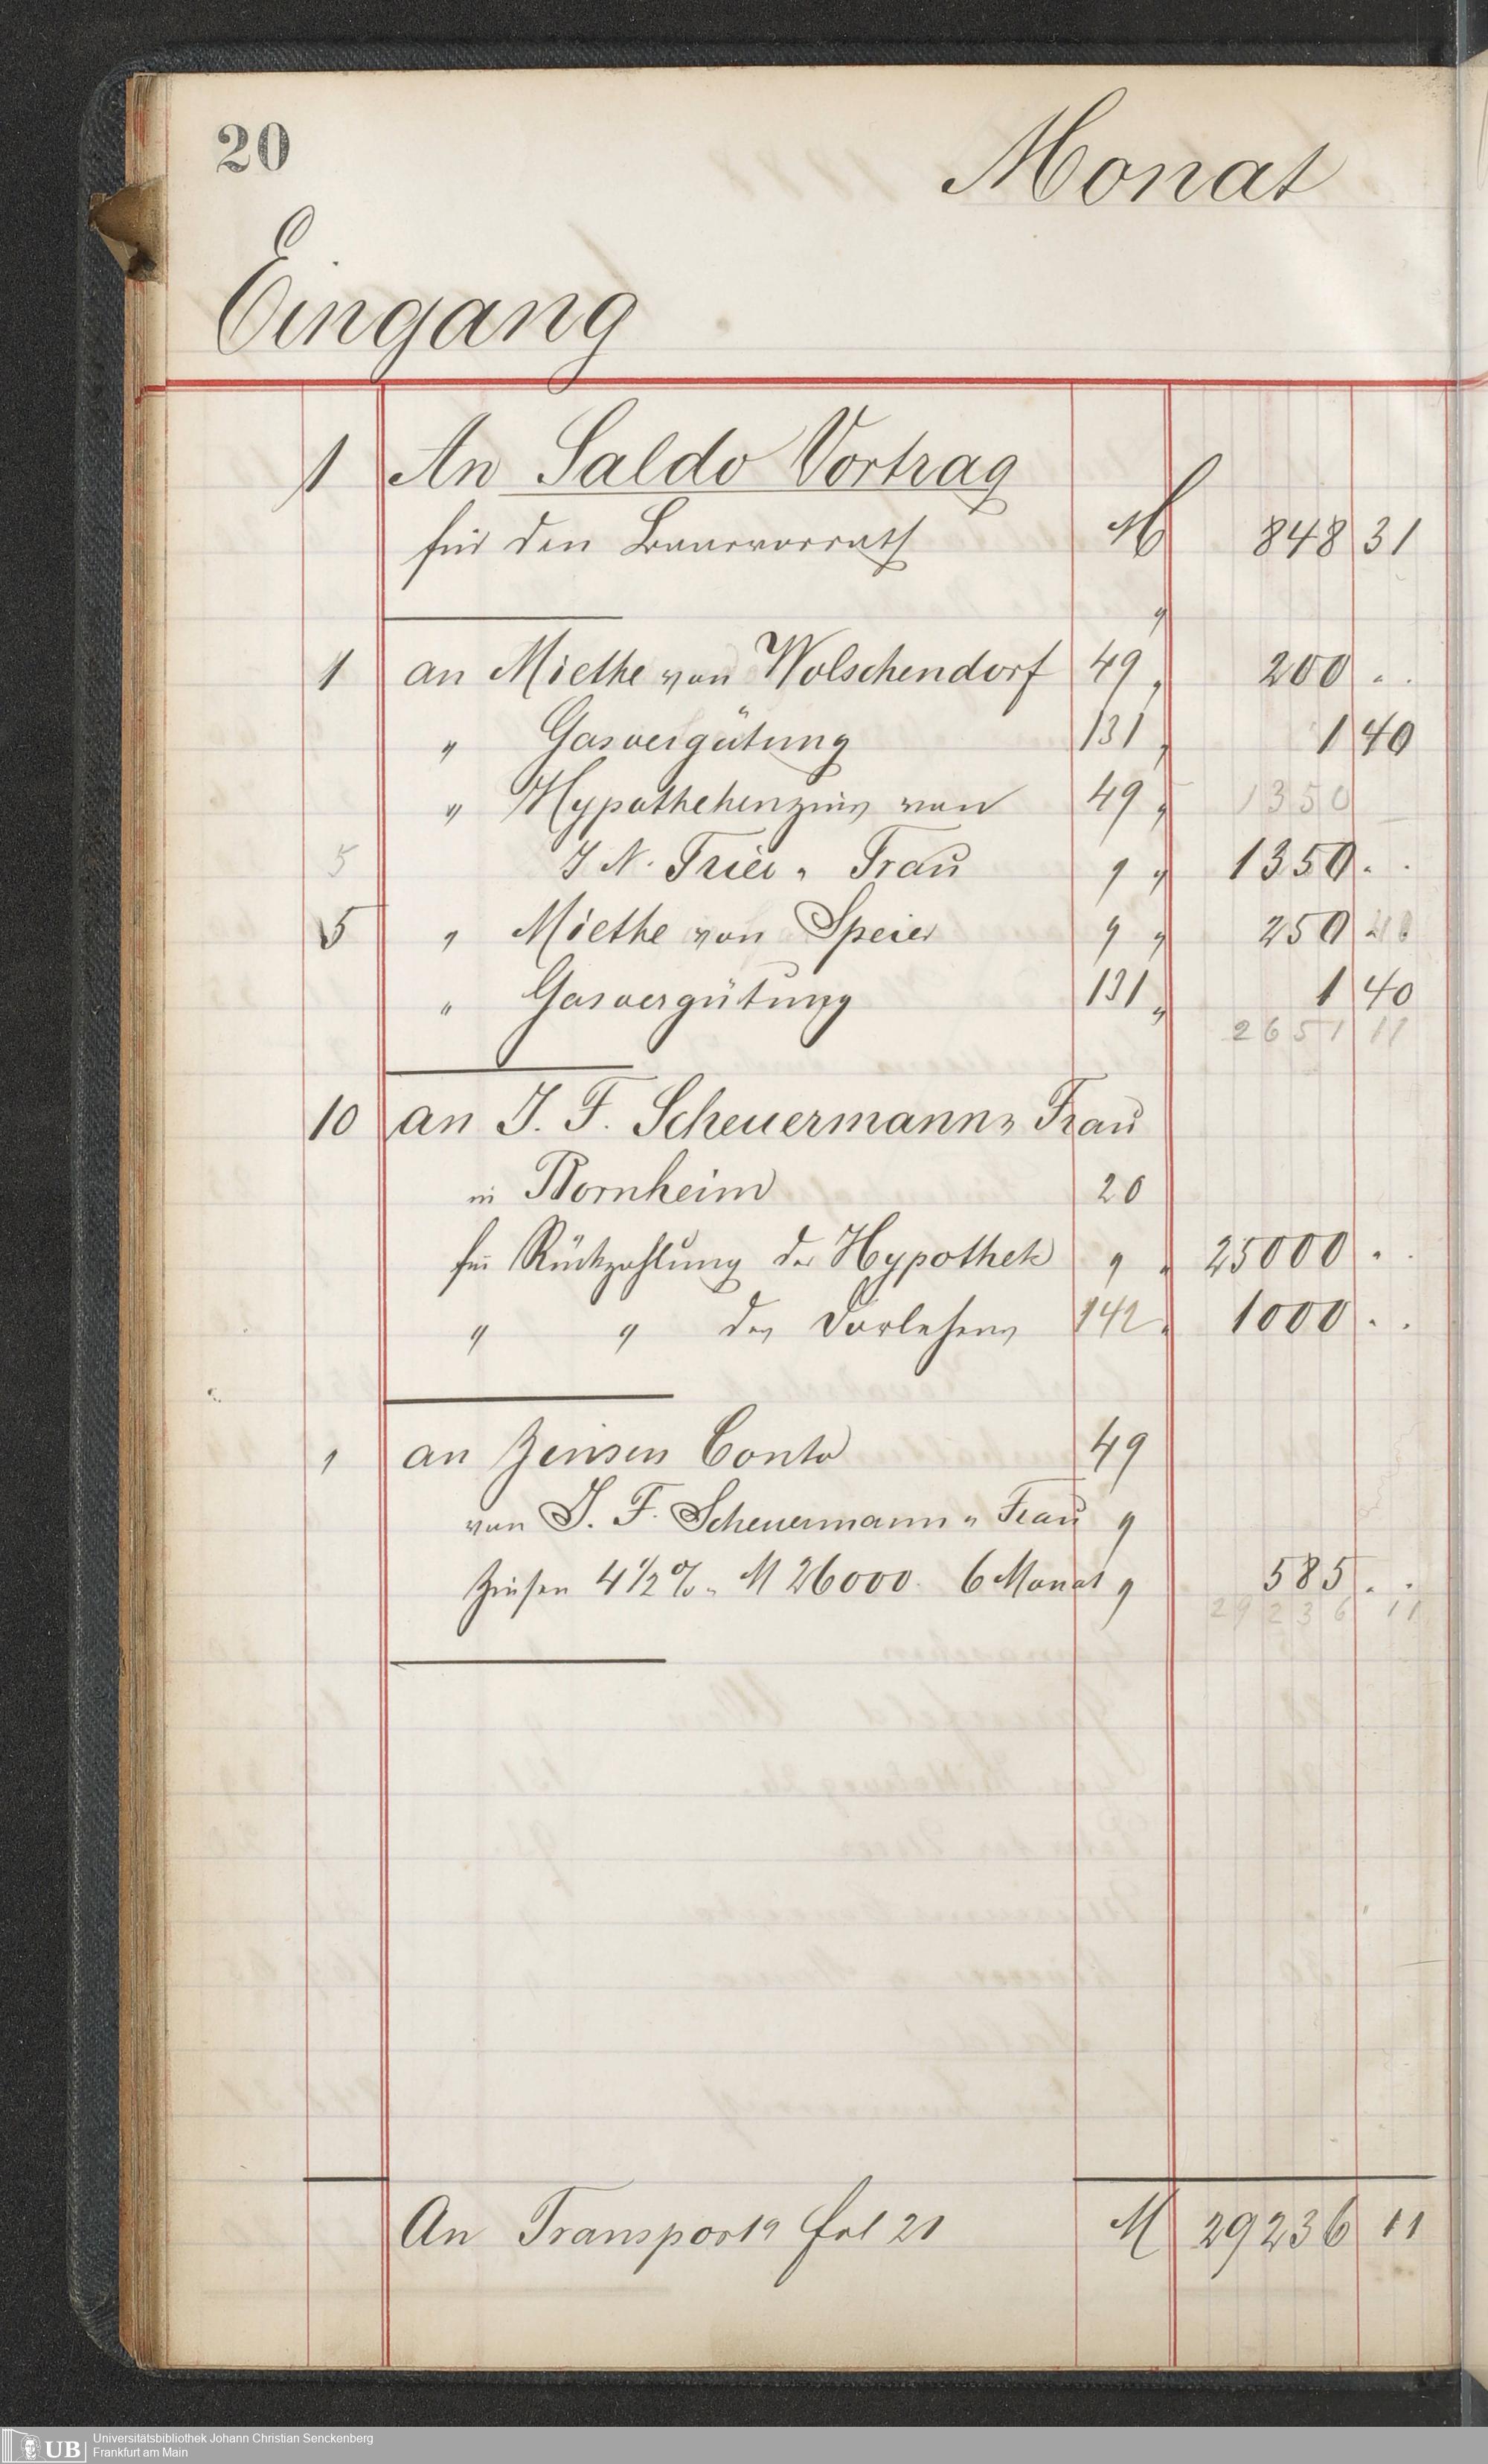 20
Monat
Eingang
1 An Saldo Vortrag
für den Baarvorrath M 848 31
"
1 an Miethe von Wolschendorf 49 " 200 . .
" Gasvergütung 131 " 1 40
" Hypothekenzins von 49 " 1350
5 J N. Trier " Frau " " 1350 . .
5 " Miethe von Speier " " 250
" Gasvergütung 131 " 1 40
2651 11
10 an J. F. Scheuermann " Frau
in Bornheim 20
für Rückzahlung der Hypothek " " 25000 . .
" " des Darlehens 142 " 1000 . .
" an Zinsen Conto 49
von J. F. Scheuermann " Frau "
Zinsen 4 1/2 % " M 26000. 6 Monat " 585 . .
29236 11
An Transport a fol 21 M 29236 11
UB
Universitätsbibliothek Johann Christian Senckenberg
Frankfurt am Main